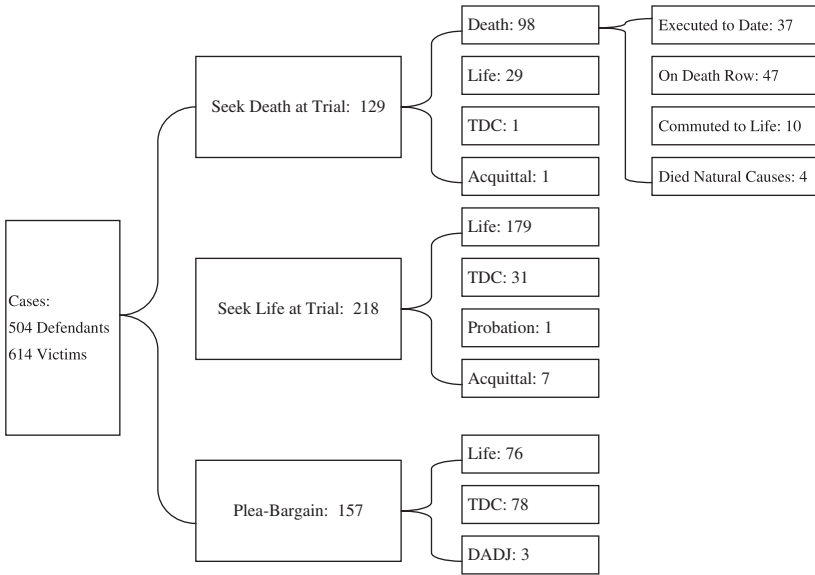 Cases:
504 Defendants
614 Victims
Seek Death at Trial: 129
Death: 98
Executed to Date: 37
On Death Row: 47
Commuted to Life: 10
Died Natural Causes: 4
Life: 29
TDC: 1
Acquittal: 1
Seek Life at Trial: 218
Life: 179
TDC: 31
Probation: 1
Acquittal: 7
Plea-Bargain: 157
Life: 76
TDC: 78
DADJ: 3